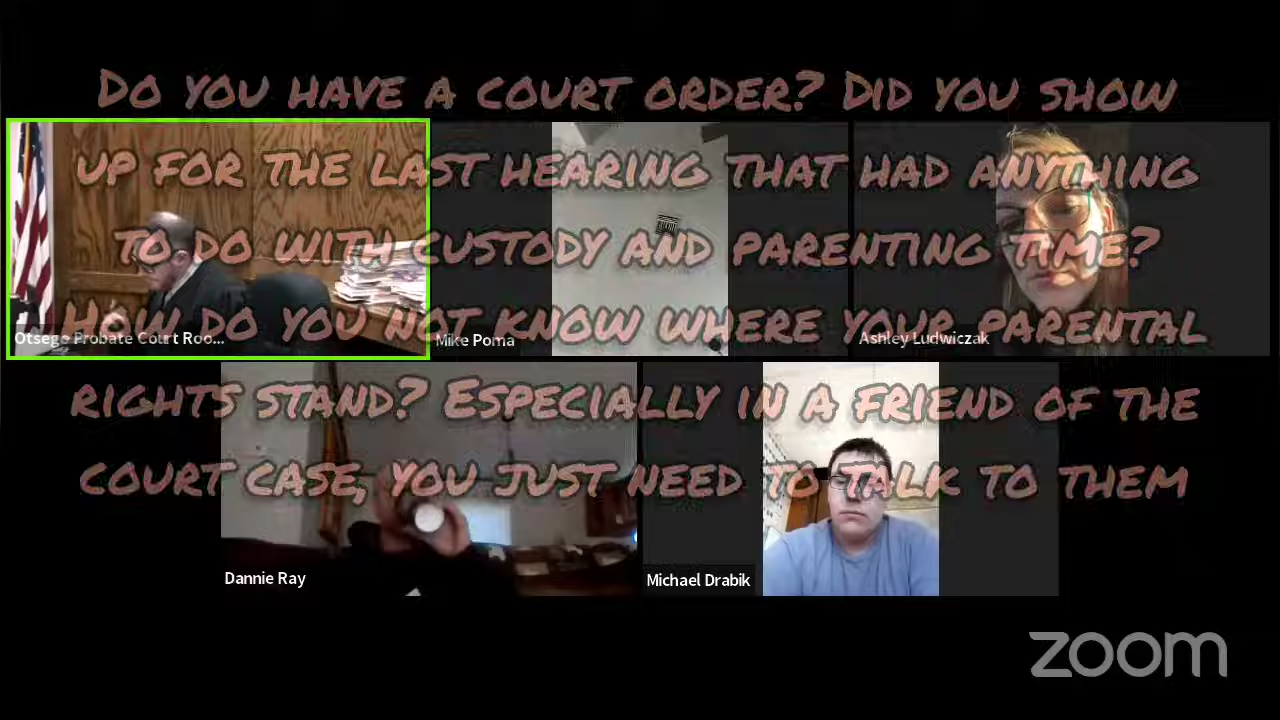 Do you have a court order? Did you show
up for the last hearing that had anything
to do with custody and parenting time?
How do you not know where your parental
Otsego Probate Court Roo...
Mike Poma
Ashley Ludwiczak
rights stand? Especially in a friend of the
court case, you just need to talk to them
Dannie Ray
Michael Drabik
zoom